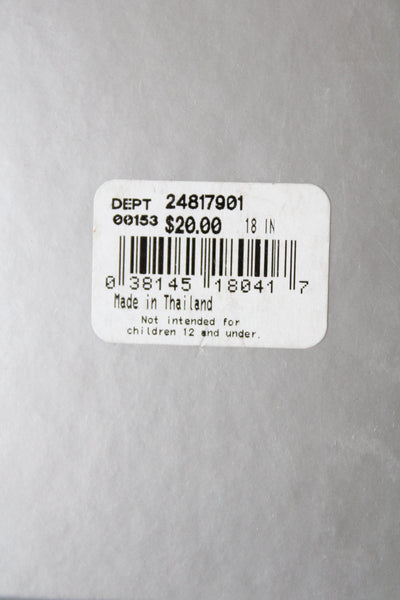 DEPT 24817901
00153 $20.00 18 IN
0 38145 18041 7
Made in Thailand
Not intended for
children 12 and under.